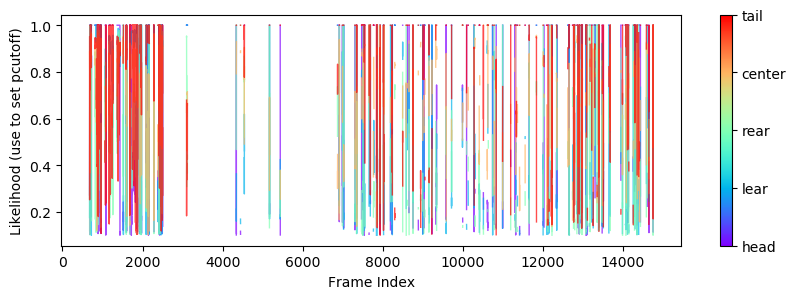 1.0
0.8
0.6
0.4
0.2
Likelihood (use to set pcutoff)
0 2000 4000 6000 8000 10000 12000 14000
Frame Index
tail
center
rear
lear
head